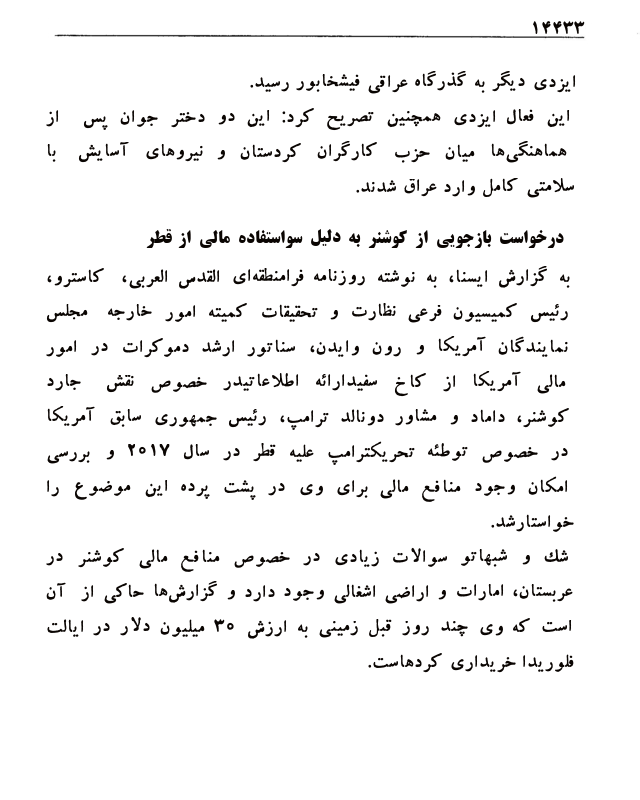 ۱۴۴۳۳
ایزدی دیگر به گذرگاه عراقی فیشخابور رسید.
این فعال ایزدی همچنین تصریح کرد: این دو دختر جوان پس از
هماهنگی‌ها میان حزب کارگران کردستان و نیروهای آسایش با
سلامتی کامل وارد عراق شدند.
درخواست بازجویی از کوشنر به دلیل سواستفاده مالی از قطر
به گزارش ایسنا، به نوشته روزنامه فرامنطقه‌ای القدس العربی، کاسترو،
رئیس کمیسیون فرعی نظارت و تحقیقات کمیته امور خارجه مجلس
نمایندگان آمریکا و رون وایدن، سناتور ارشد دموکرات در امور
مالی آمریکا از کاخ سفیدارائه اطلاعاتیدر خصوص نقش جارد
کوشنر، داماد و مشاور دونالد ترامپ، رئیس جمهوری سابق آمریکا
در خصوص توطئه تحریکترامپ علیه قطر در سال ۲۰۱۷ و بررسی
امکان وجود منافع مالی برای وی در پشت پرده این موضوع را
خواستارشد.
شك و شبهاتو سوالات زیادی در خصوص منافع مالی کوشنر در
عربستان، امارات و اراضی اشغالی وجود دارد و گزارش‌ها حاکی از آن
است که وی چند روز قبل زمینی به ارزش ۳۰ میلیون دلار در ایالت
فلوریدا خریداری کردهاست.